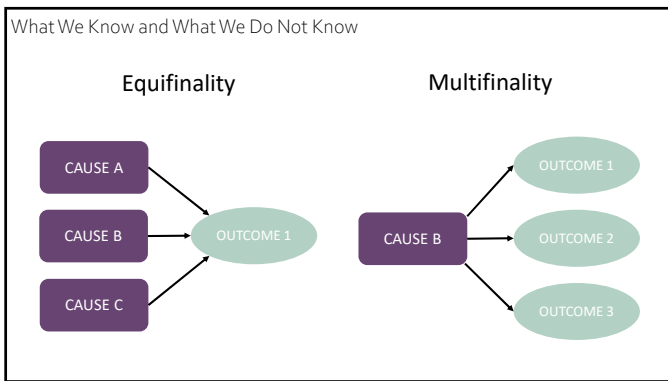 What We Know and What We Do Not Know
Equifinality
CAUSE A
CAUSE B
CAUSE C
OUTCOME 1
Multifinality
CAUSE B
OUTCOME 1
OUTCOME 2
OUTCOME 3